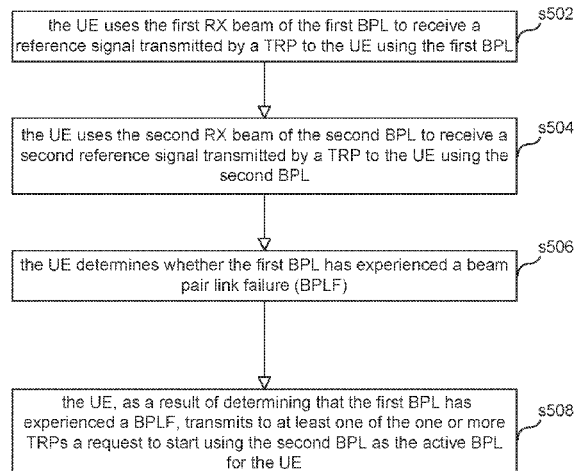 s502
the UE uses the first RX beam of the first BPL to receive a
reference signal transmitted by a TRP to the UE using the first BPL
s504
the UE uses the second RX beam of the second BPL to receive a
second reference signal transmitted by a TRP to the UE using the
second BPL
s506
the UE determines whether the first BPL has experienced a beam
pair link failure (BPLF)
s508
the UE, as a result of determining that the first BPL has
experienced a BPLF, transmits to at least one of the one or more
TRPs a request to start using the second BPL as the active BPL
for the UE